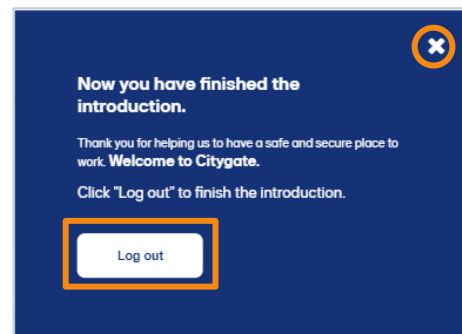 Now you have finished the
introduction.
Thank you for helping us to have a safe and secure place to
work. Welcome to Citygate.
Click "Log out" to finish the introduction.
Log out